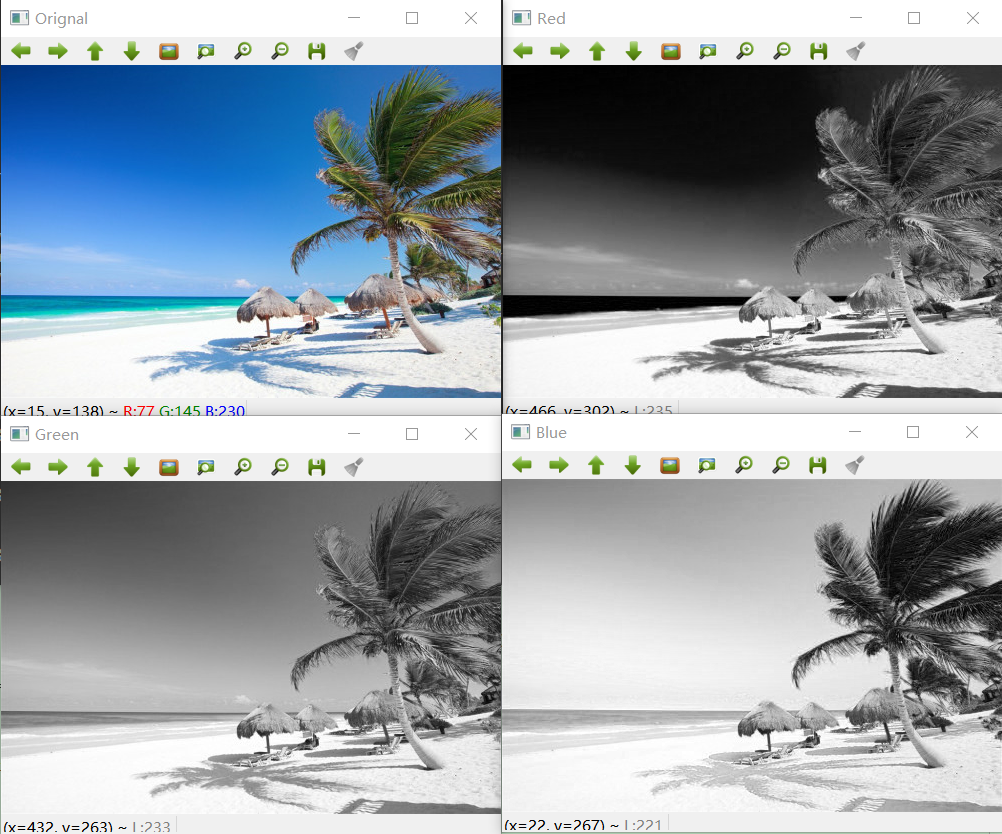 Orignal
Red
(x=15, y=138) ~ R:77 G:145 B:230
(x=466, y=302) ~ L:235
Green
Blue
(x=432, y=263) ~ L:233
(x=22, y=267) ~ L:221